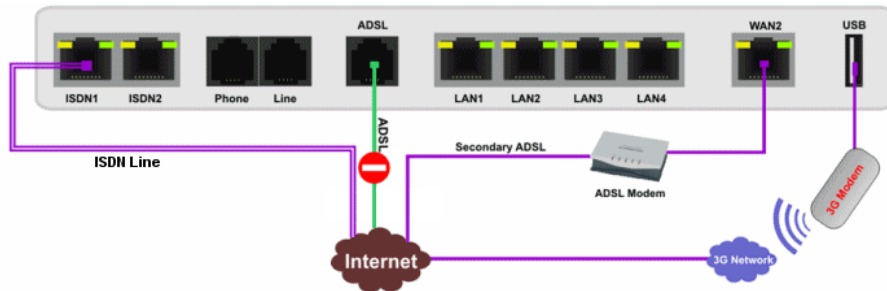 ADSL
WAN2
USB
ISDN1
ISDN2
Phone
Line
LAN1
LAN2
LAN3
LAN4
ADSL
ISDN Line
Secondary ADSL
ADSL Modem
3G Modem
Internet
3G Network